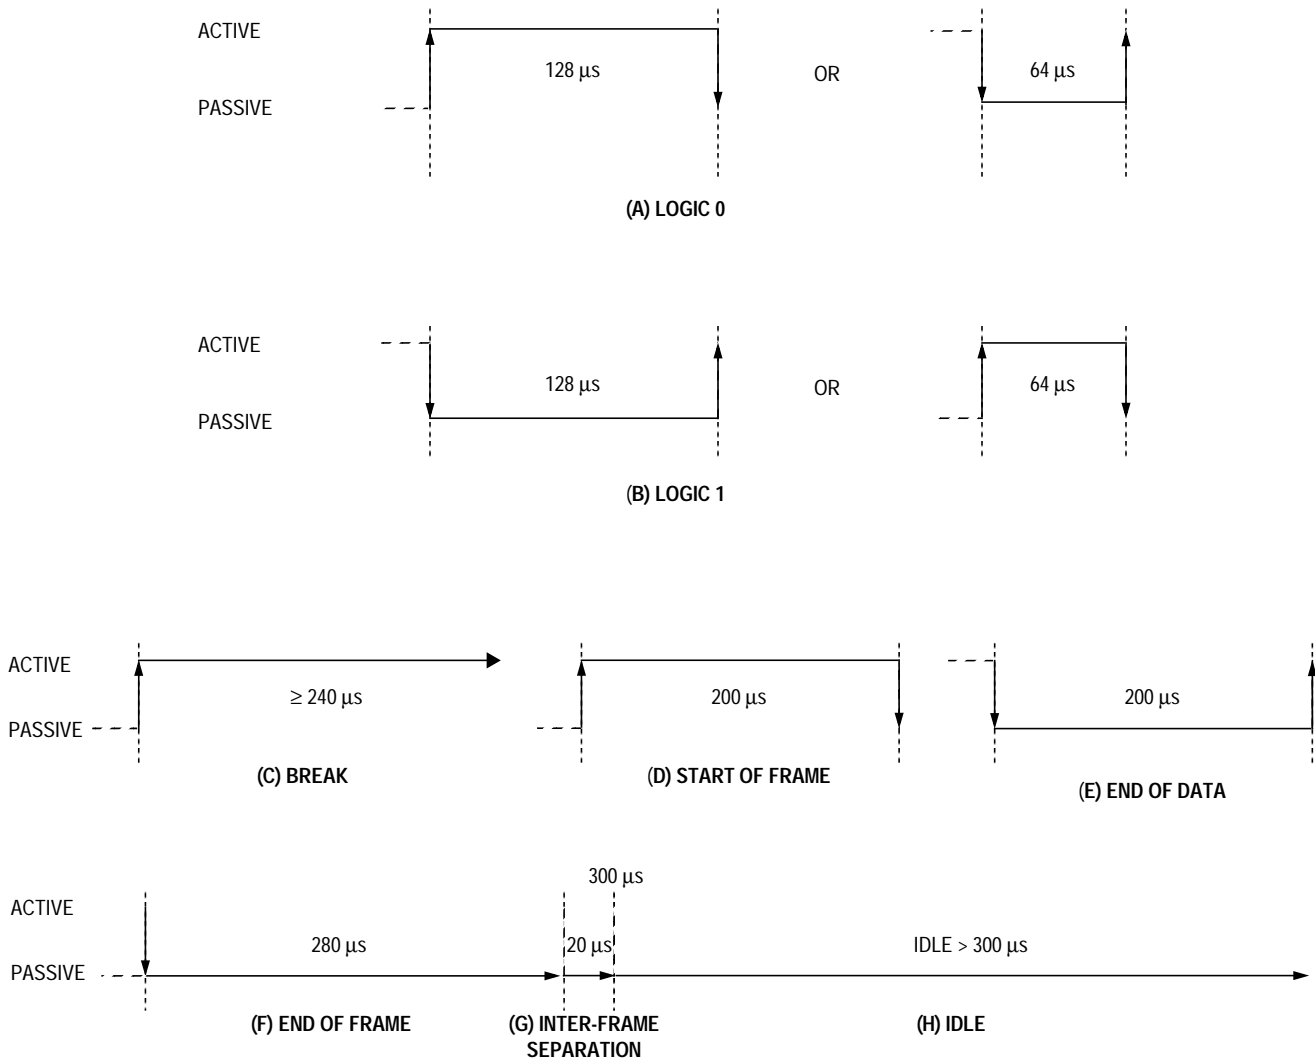 ACTIVE
128 µs
OR
64 µs
PASSIVE
(A) LOGIC 0
ACTIVE
128 µs
OR
64 µs
PASSIVE
(B) LOGIC 1
ACTIVE
≥ 240 µs
200 µs
200 µs
PASSIVE
(C) BREAK
(D) START OF FRAME
(E) END OF DATA
300 µs
ACTIVE
280 µs
20 µs
IDLE > 300 µs
PASSIVE
(F) END OF FRAME
(G) INTER-FRAME
SEPARATION
(H) IDLE